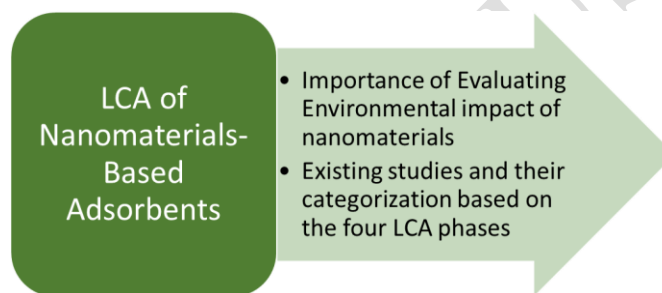 LCA of
Nanomaterials-
Based
Adsorbents
• Importance of Evaluating
Environmental impact of
nanomaterials
• Existing studies and their
categorization based on
the four LCA phases